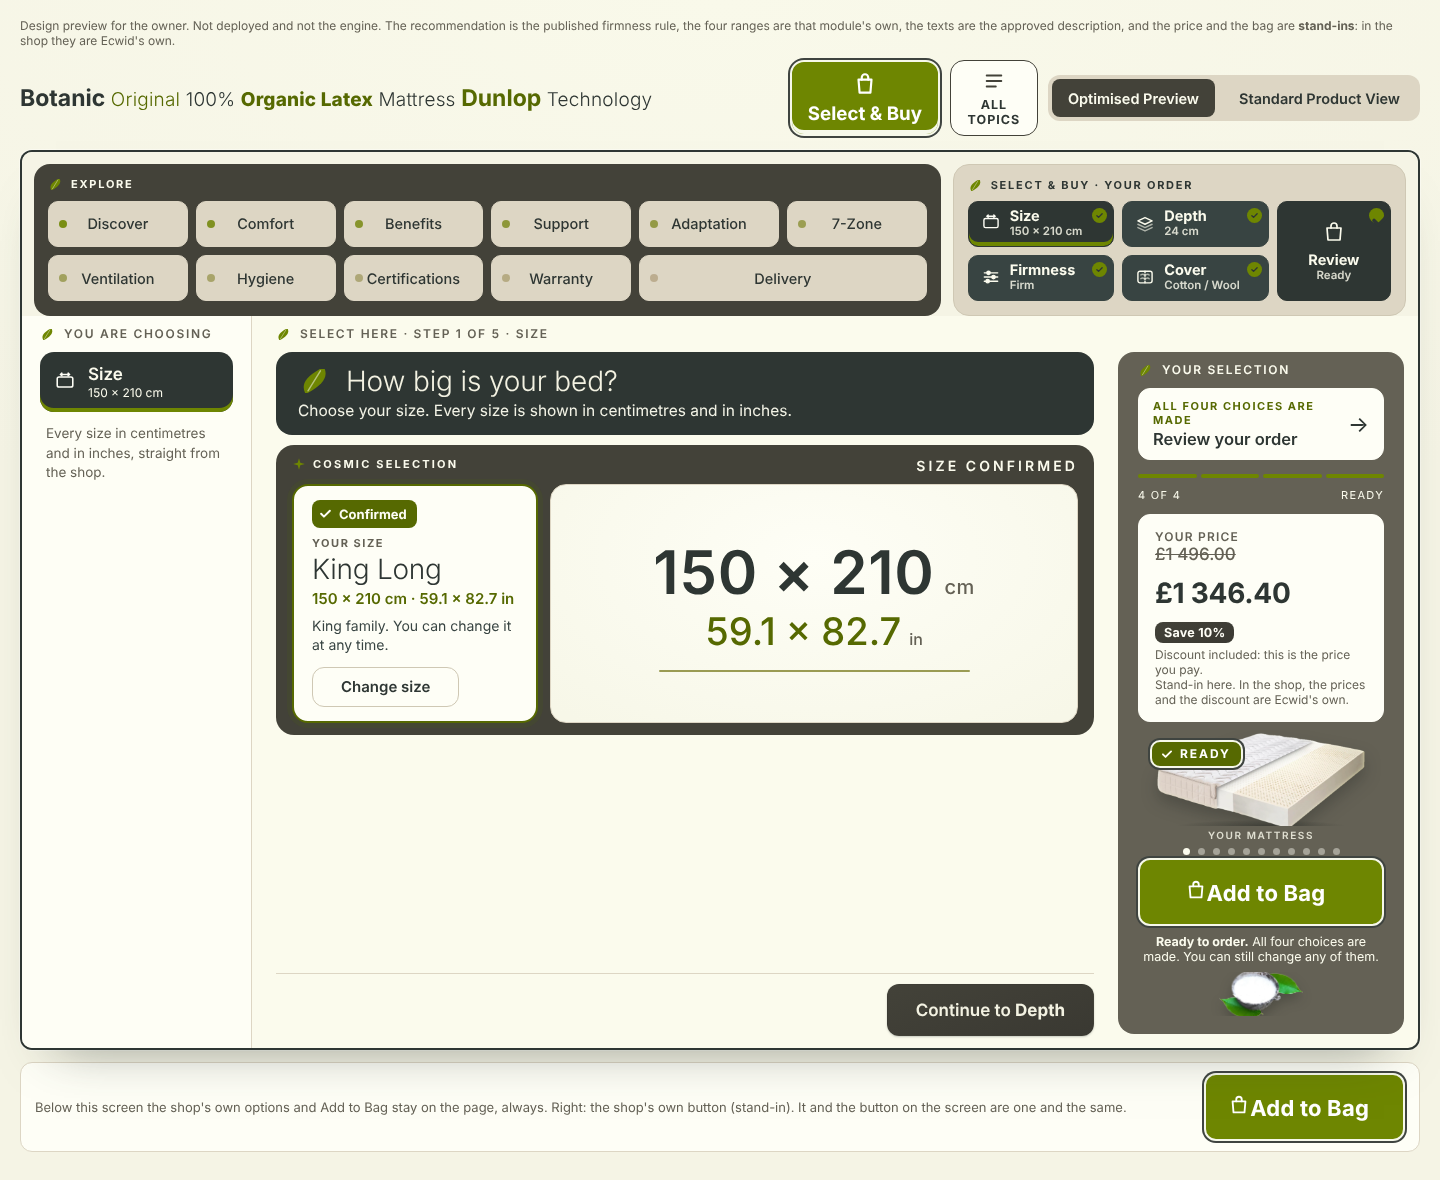 Design preview for the owner. Not deployed and not the engine. The recommendation is the published firmness rule, the four ranges are that module's own, the texts are the approved description, and the price and the bag are stand-ins: in the
shop they are Ecwid's own.
Botanic Original 100% Organic Latex Mattress Dunlop Technology
Select & Buy
ALL
TOPICS
Optimised Preview
Standard Product View
EXPLORE
Discover
Comfort
Benefits
Support
Adaptation
7-Zone
Ventilation
Hygiene
Certifications
Warranty
Delivery
SELECT & BUY · YOUR ORDER
Size
150 × 210 cm
Depth
24 cm
Firmness
Firm
Cover
Cotton / Wool
Review
Ready
YOU ARE CHOOSING
Size
150 × 210 cm
Every size in centimetres
and in inches, straight from
the shop.
SELECT HERE · STEP 1 OF 5 · SIZE
How big is your bed?
Choose your size. Every size is shown in centimetres and in inches.
COSMIC SELECTION
SIZE CONFIRMED
Confirmed
YOUR SIZE
King Long
150 × 210 cm · 59.1 × 82.7 in
King family. You can change it
at any time.
Change size
150 × 210 cm
59.1 × 82.7 in
Continue to Depth
YOUR SELECTION
ALL FOUR CHOICES ARE
MADE
Review your order
4 OF 4
READY
YOUR PRICE
£1 496.00
£1 346.40
Save 10%
Discount included: this is the price
you pay.
Stand-in here. In the shop, the prices
and the discount are Ecwid's own.
READY
YOUR MATTRESS
Add to Bag
Ready to order. All four choices are
made. You can still change any of them.
Below this screen the shop's own options and Add to Bag stay on the page, always. Right: the shop's own button (stand-in). It and the button on the screen are one and the same.
Add to Bag